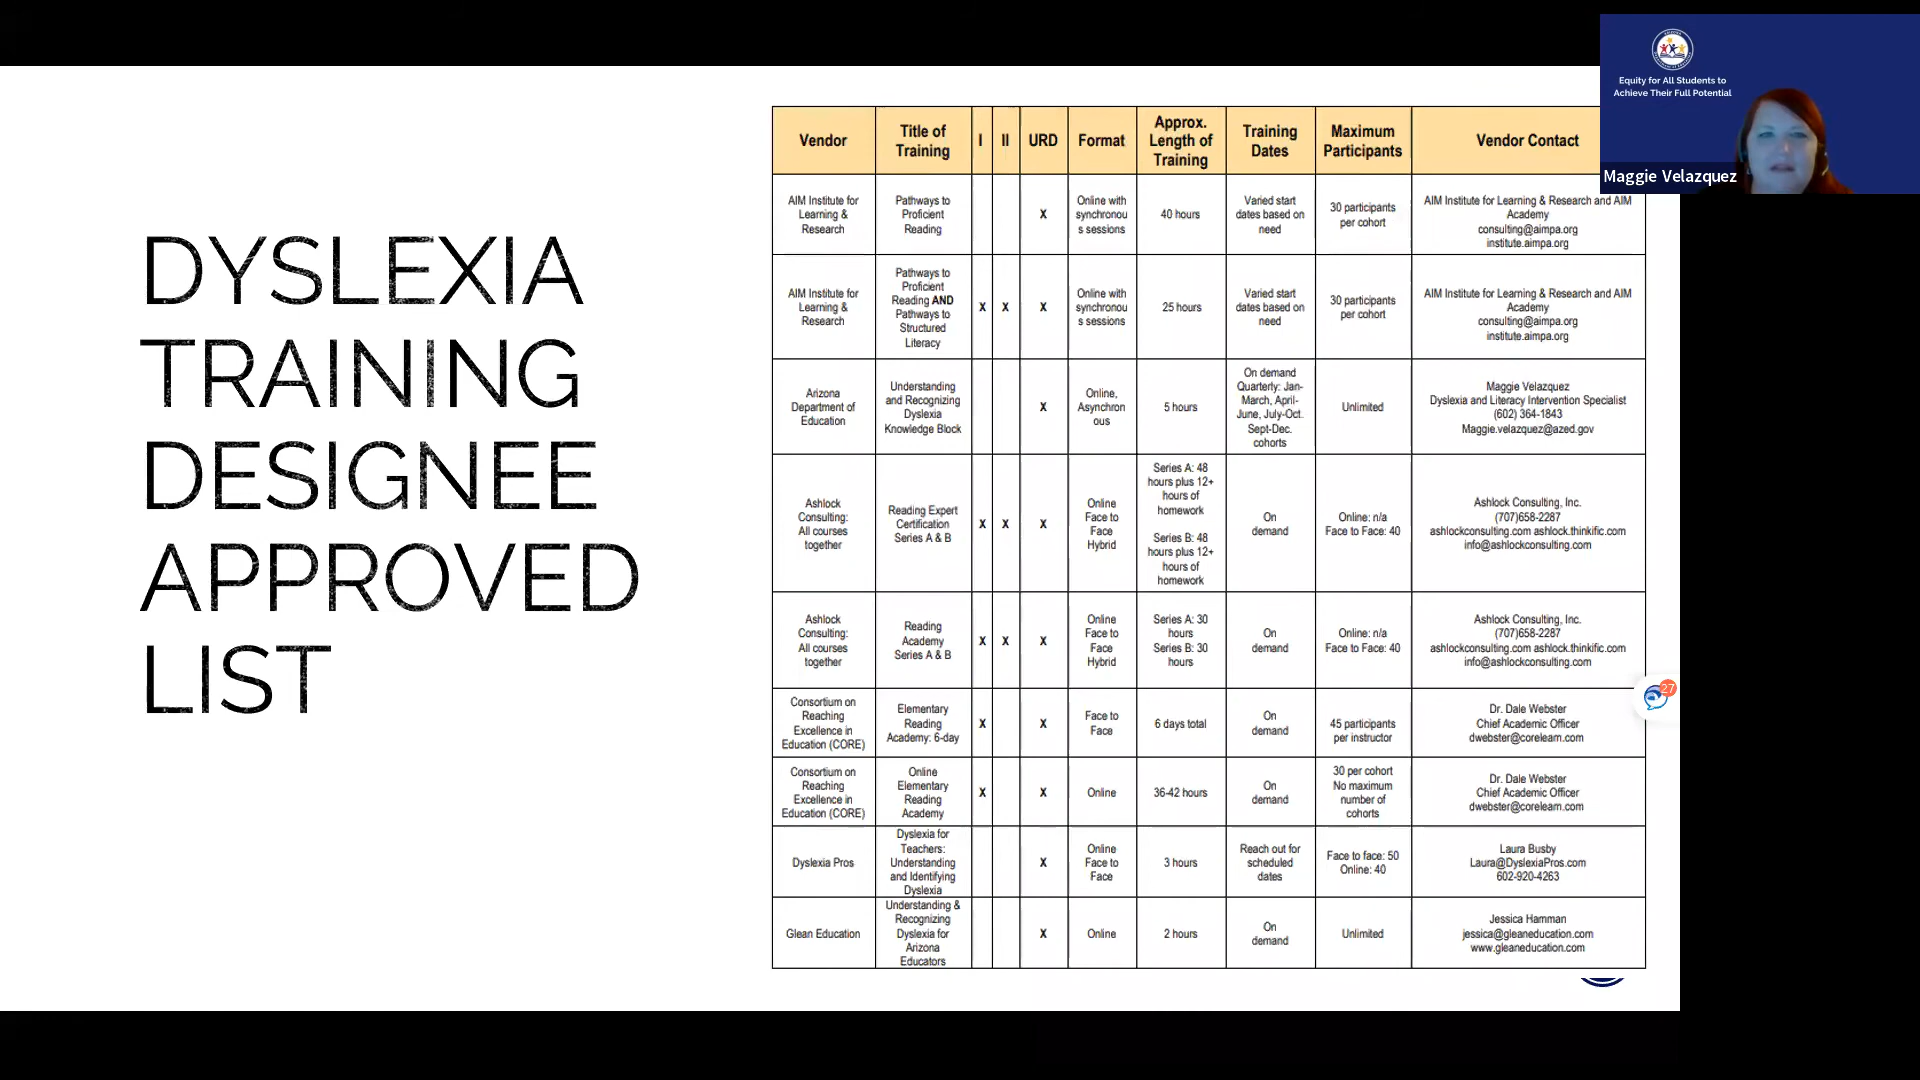 Equity for All Students to
Achieve Their Full Potential
Maggie Velazquez
DYSLEXIA
TRAINING
DESIGNEE
APPROVED
LIST
Vendor
Title of
Training
I
II
URD
Format
Approx.
Length of
Training
Training
Dates
Maximum
Participants
Vendor Contact
AIM Institute for
Learning &
Research
Pathways to
Proficient
Reading
X
Online with
synchronou
s sessions
40 hours
Varied start
dates based on
need
30 participants
per cohort
AIM Institute for Learning & Research and AIM
Academy
consulting@aimpa.org
institute.aimpa.org
AIM Institute for
Learning &
Research
Pathways to
Proficient
Reading AND
Pathways to
Structured
Literacy
X
X
X
Online with
synchronou
s sessions
25 hours
Varied start
dates based on
need
30 participants
per cohort
AIM Institute for Learning & Research and AIM
Academy
consulting@aimpa.org
institute.aimpa.org
Arizona
Department of
Education
Understanding
and Recognizing
Dyslexia
Knowledge Block
X
Online,
Asynchron
ous
5 hours
On demand
Quarterly: Jan-
March, April-
June, July-Oct.
Sept-Dec.
cohorts
Unlimited
Maggie Velazquez
Dyslexia and Literacy Intervention Specialist
(602) 364-1843
Maggie.velazquez@azed.gov
Ashlock
Consulting:
All courses
together
Reading Expert
Certification
Series A & B
X
X
X
Online
Face to
Face
Hybrid
Series A: 48
hours plus 12+
hours of
homework
Series B: 48
hours plus 12+
hours of
homework
On
demand
Online: n/a
Face to Face: 40
Ashlock Consulting, Inc.
(707)658-2287
ashlockconsulting.com ashlock.thinkific.com
info@ashlockconsulting.com
Ashlock
Consulting:
All courses
together
Reading
Academy
Series A & B
X
X
X
Online
Face to
Face
Hybrid
Series A: 30
hours
Series B: 30
hours
On
demand
Online: n/a
Face to Face: 40
Ashlock Consulting, Inc.
(707)658-2287
ashlockconsulting.com ashlock.thinkific.com
info@ashlockconsulting.com
Consortium on
Reaching
Excellence in
Education (CORE)
Elementary
Reading
Academy: 6-day
X
X
Face to
Face
6 days total
On
demand
45 participants
per instructor
Dr. Dale Webster
Chief Academic Officer
dwebster@corelearn.com
Consortium on
Reaching
Excellence in
Education (CORE)
Online
Elementary
Reading
Academy
X
X
Online
36-42 hours
On
demand
30 per cohort
No maximum
number of
cohorts
Dr. Dale Webster
Chief Academic Officer
dwebster@corelearn.com
Dyslexia Pros
Dyslexia for
Teachers:
Understanding
and Identifying
Dyslexia
X
Online
Face to
Face
3 hours
Reach out for
scheduled
dates
Face to face: 50
Online: 40
Laura Busby
Laura@DyslexiaPros.com
602-920-4263
Glean Education
Understanding &
Recognizing
Dyslexia for
Arizona
Educators
X
Online
2 hours
On
demand
Unlimited
Jessica Hamman
jessica@gleaneducation.com
www.gleaneducation.com
27